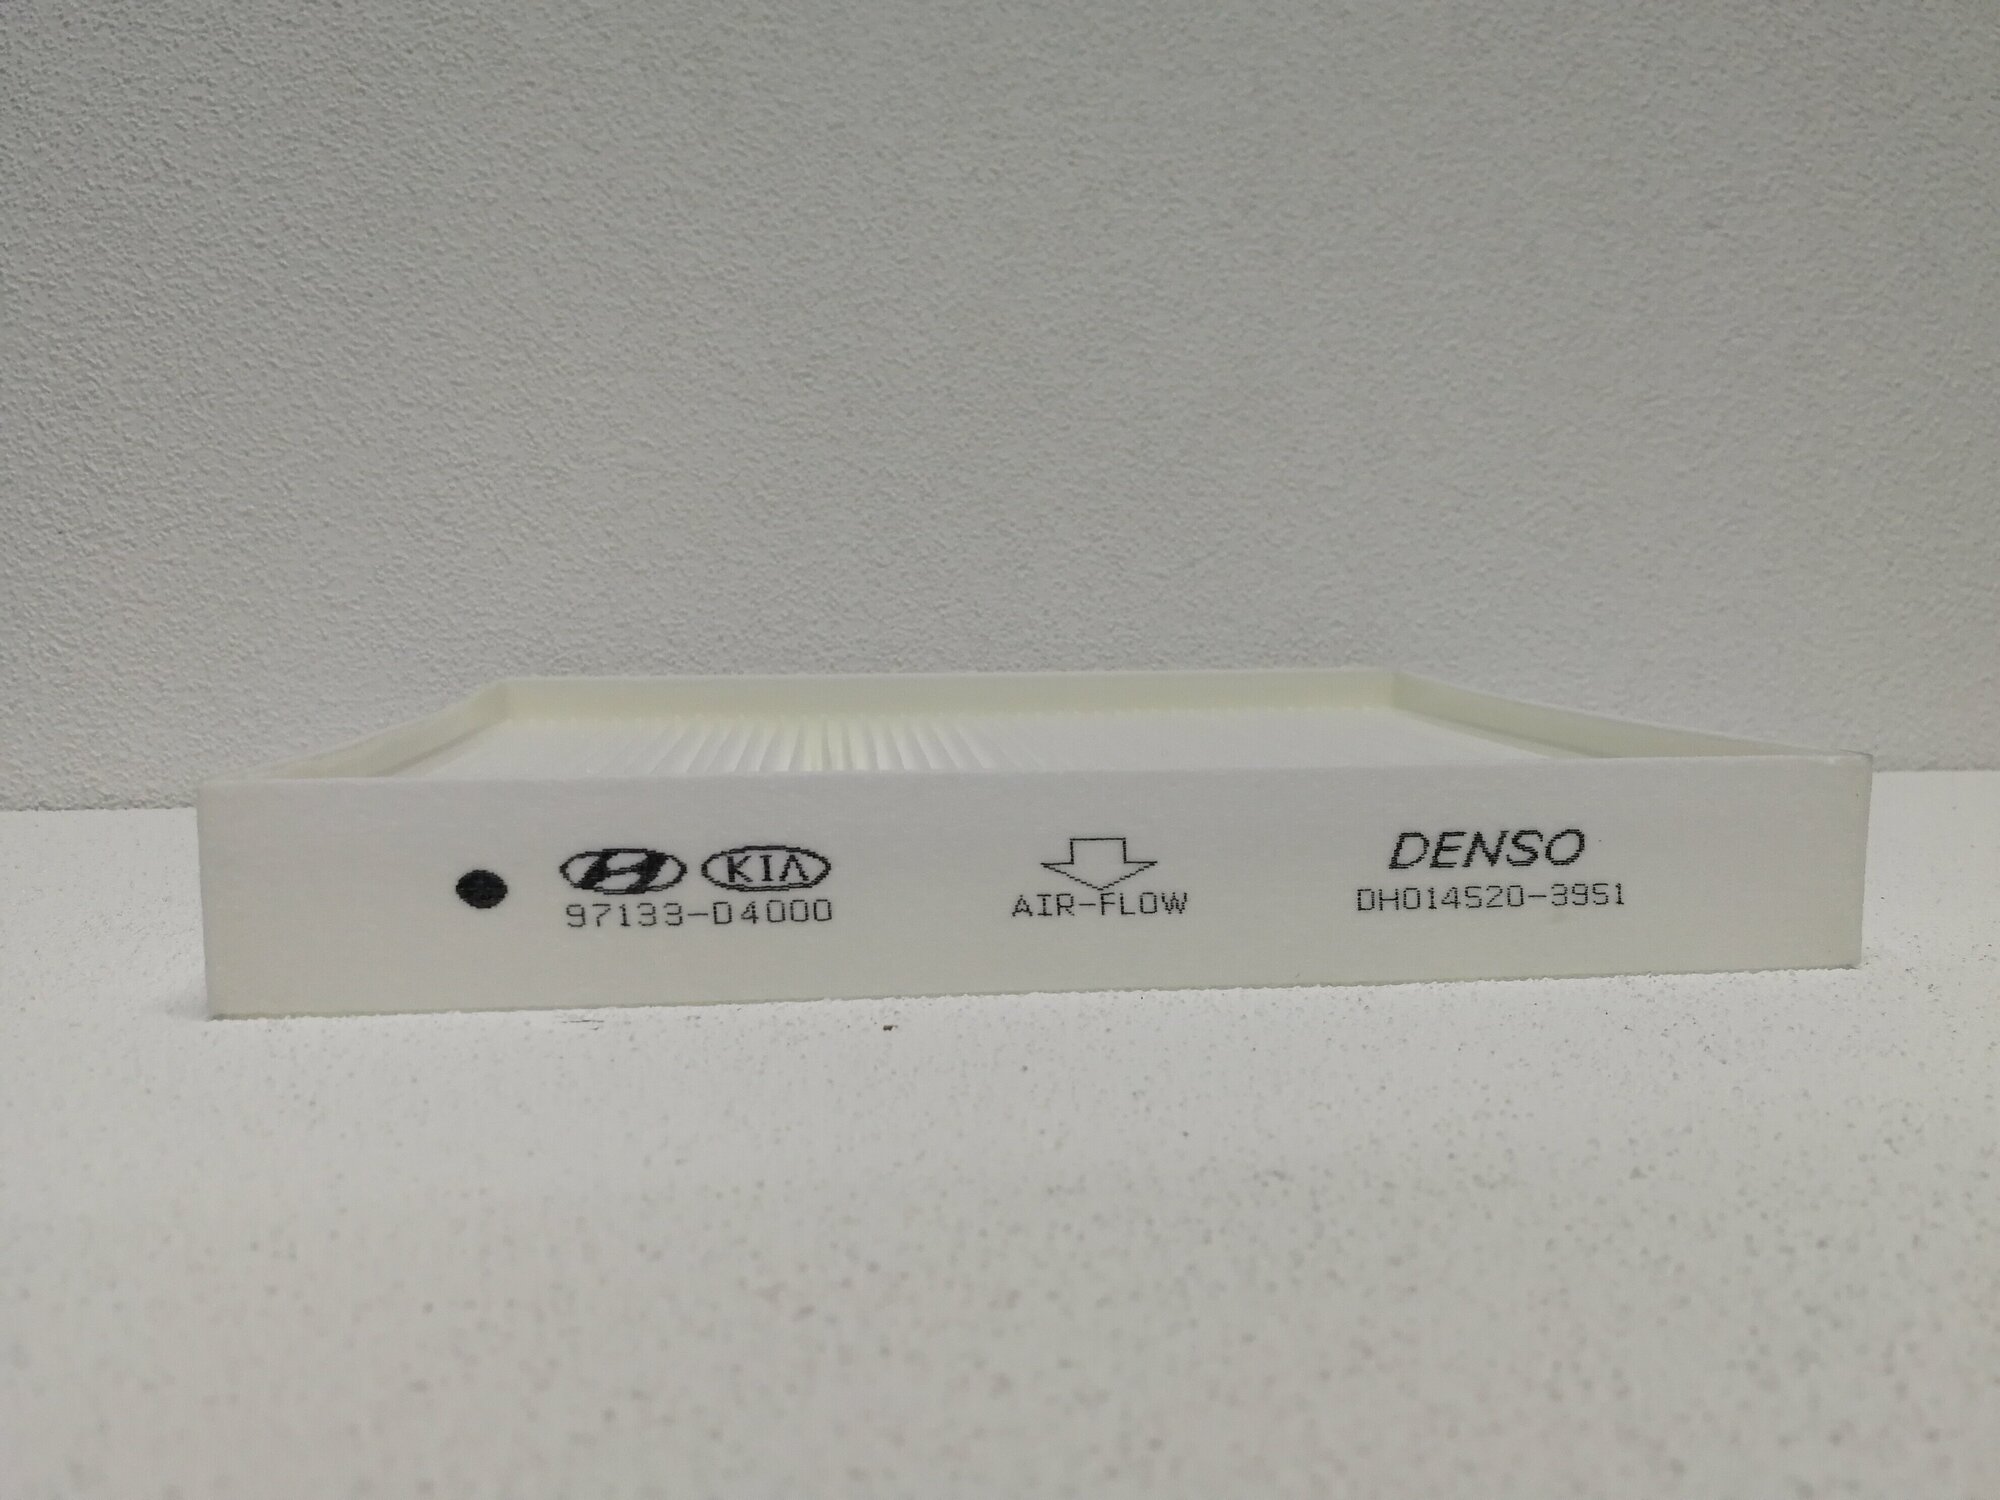 KIA
97133-D4000
AIR-FLOW
DENSO
DH014520-3951